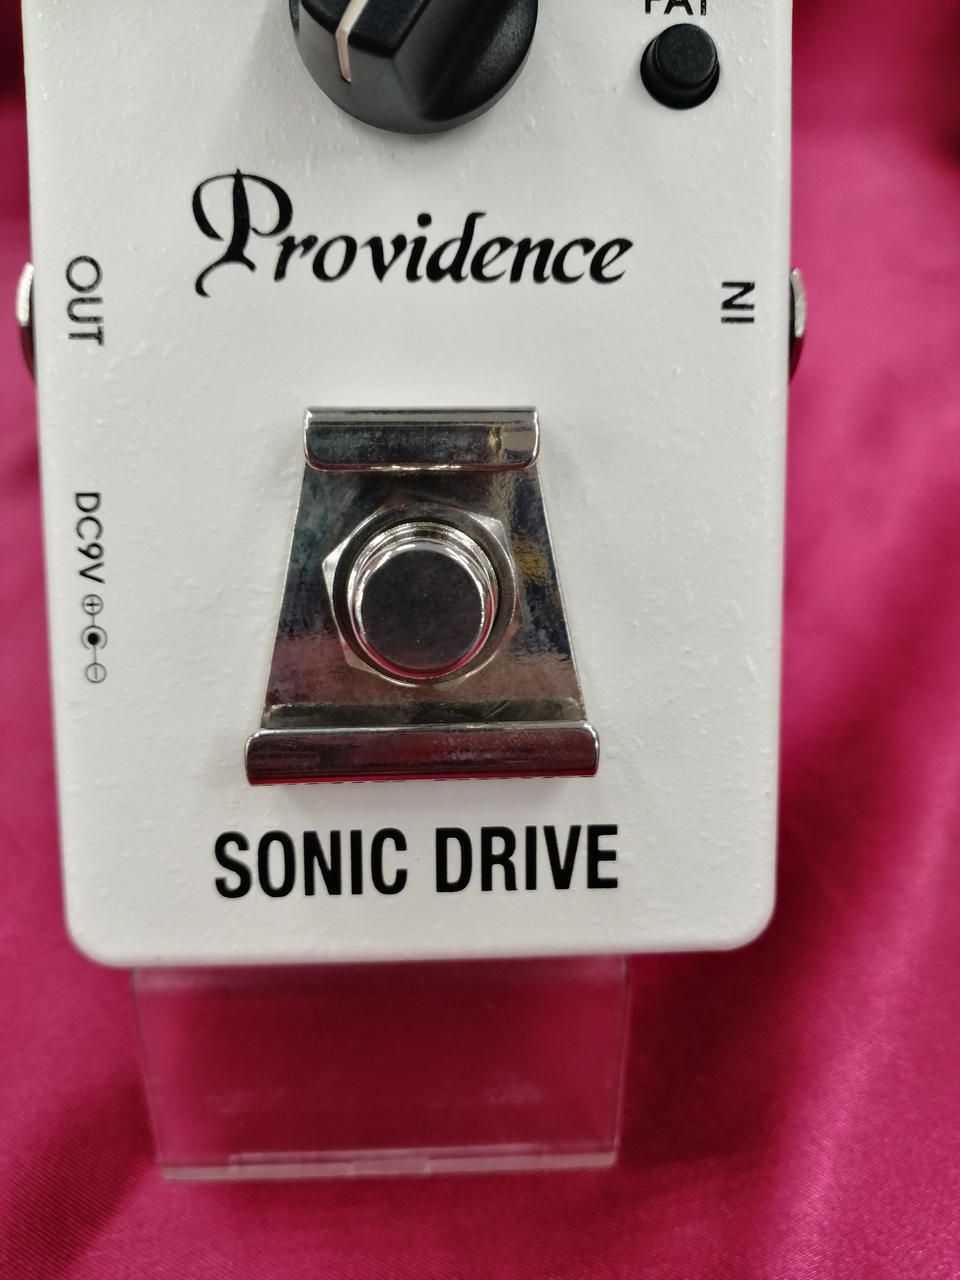 FAT
Providence
OUT
IN
DC9V
SONIC DRIVE